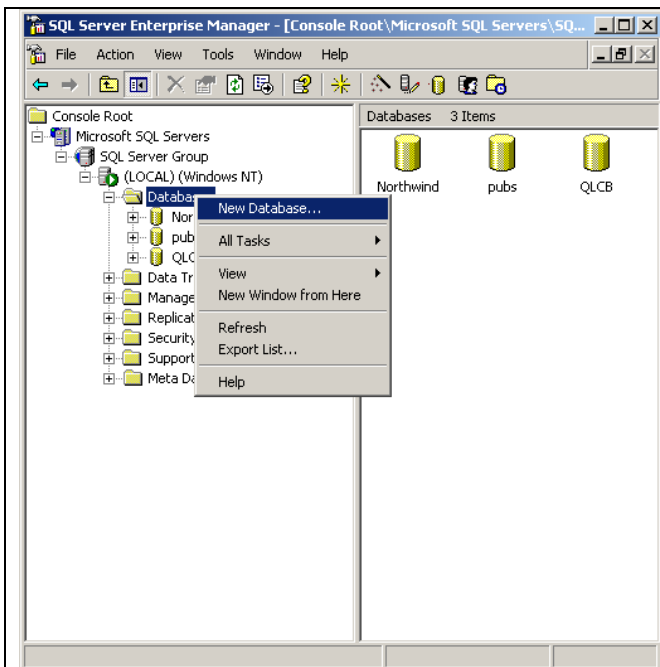 SQL Server Enterprise Manager - [Console Root\Microsoft SQL Servers\SQ...
File Action View Tools Window Help
Console Root
Microsoft SQL Servers
SQL Server Group
(LOCAL) (Windows NT)
Databas
Nor
pub
QLC
Data Tr
Manage
Replicat
Security
Support
Meta Da
New Database...
All Tasks
View
New Window from Here
Refresh
Export List...
Help
Databases 3 Items
Northwind pubs QLCB